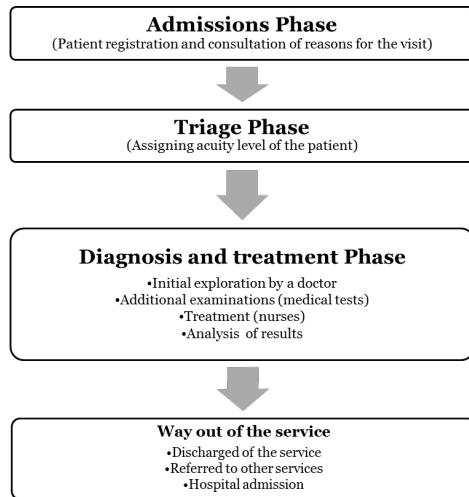 Admissions Phase
(Patient registration and consultation of reasons for the visit)
Triage Phase
(Assigning acuity level of the patient)
Diagnosis and treatment Phase
•Initial exploration by a doctor
•Additional examinations (medical tests)
•Treatment (nurses)
•Analysis of results
Way out of the service
•Discharged of the service
•Referred to other services
•Hospital admission